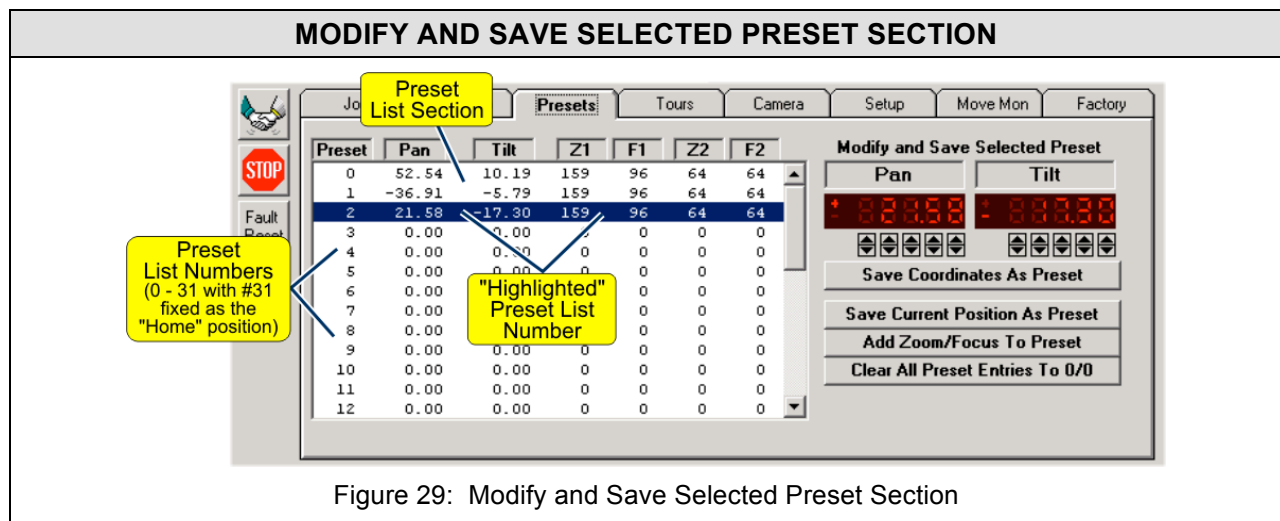 MODIFY AND SAVE SELECTED PRESET SECTION
Preset
List Section
Jo
Presets
Tours
Camera
Setup
Move Mon
Factory
STOP
Fault
Preset Pan Tilt Z1 F1 Z2 F2
0 52.54 10.19 159 96 64 64
1 -36.91 -5.79 159 96 64 64
2 21.58 -17.30 159 96 64 64
3 0.00 0.00 0 0 0
4 0.00 0 0 0 0
5 0.00 0.00 0 0 0 0
6 0.00 0 0 0
7 0.00 0 0 0
8 0.00 0 0 0
9 0.00 0.00 0 0 0 0
10 0.00 0.00 0 0 0 0
11 0.00 0.00 0 0 0 0
12 0.00 0.00 0 0 0 0
Preset
List Numbers
(0 - 31 with #31
fixed as the
"Home" position)
"Highlighted"
Preset List
Number
Modify and Save Selected Preset
Pan Tilt
Save Coordinates As Preset
Save Current Position As Preset
Add Zoom/Focus To Preset
Clear All Preset Entries To 0/0
Figure 29: Modify and Save Selected Preset Section